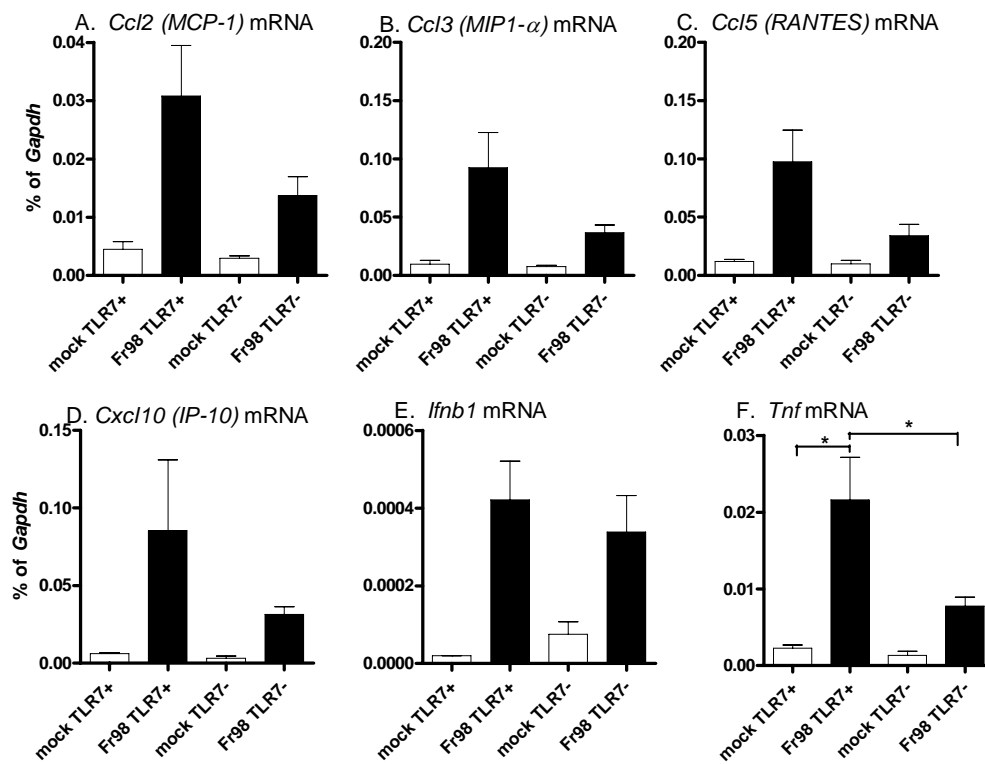 A. Ccl2 (MCP-1) mRNA
% of Gapdh
0.04
0.03
0.02
0.01
0.00
mock TLR7+
Fr98 TLR7+
mock TLR7-
Fr98 TLR7-
B. Ccl3 (MIP1-α) mRNA
0.20
0.15
0.10
0.05
0.00
mock TLR7+
Fr98 TLR7+
mock TLR7-
Fr98 TLR7-
C. Ccl5 (RANTES) mRNA
0.20
0.15
0.10
0.05
0.00
mock TLR7+
Fr98 TLR7+
mock TLR7-
Fr98 TLR7-
D. Cxcl10 (IP-10) mRNA
% of Gapdh
0.15
0.10
0.05
0.00
mock TLR7+
Fr98 TLR7+
mock TLR7-
Fr98 TLR7-
E. Ifnb1 mRNA
0.0006
0.0004
0.0002
0.0000
mock TLR7+
Fr98 TLR7+
mock TLR7-
Fr98 TLR7-
F. Tnf mRNA
* *
0.03
0.02
0.01
0.00
mock TLR7+
Fr98 TLR7+
mock TLR7-
Fr98 TLR7-